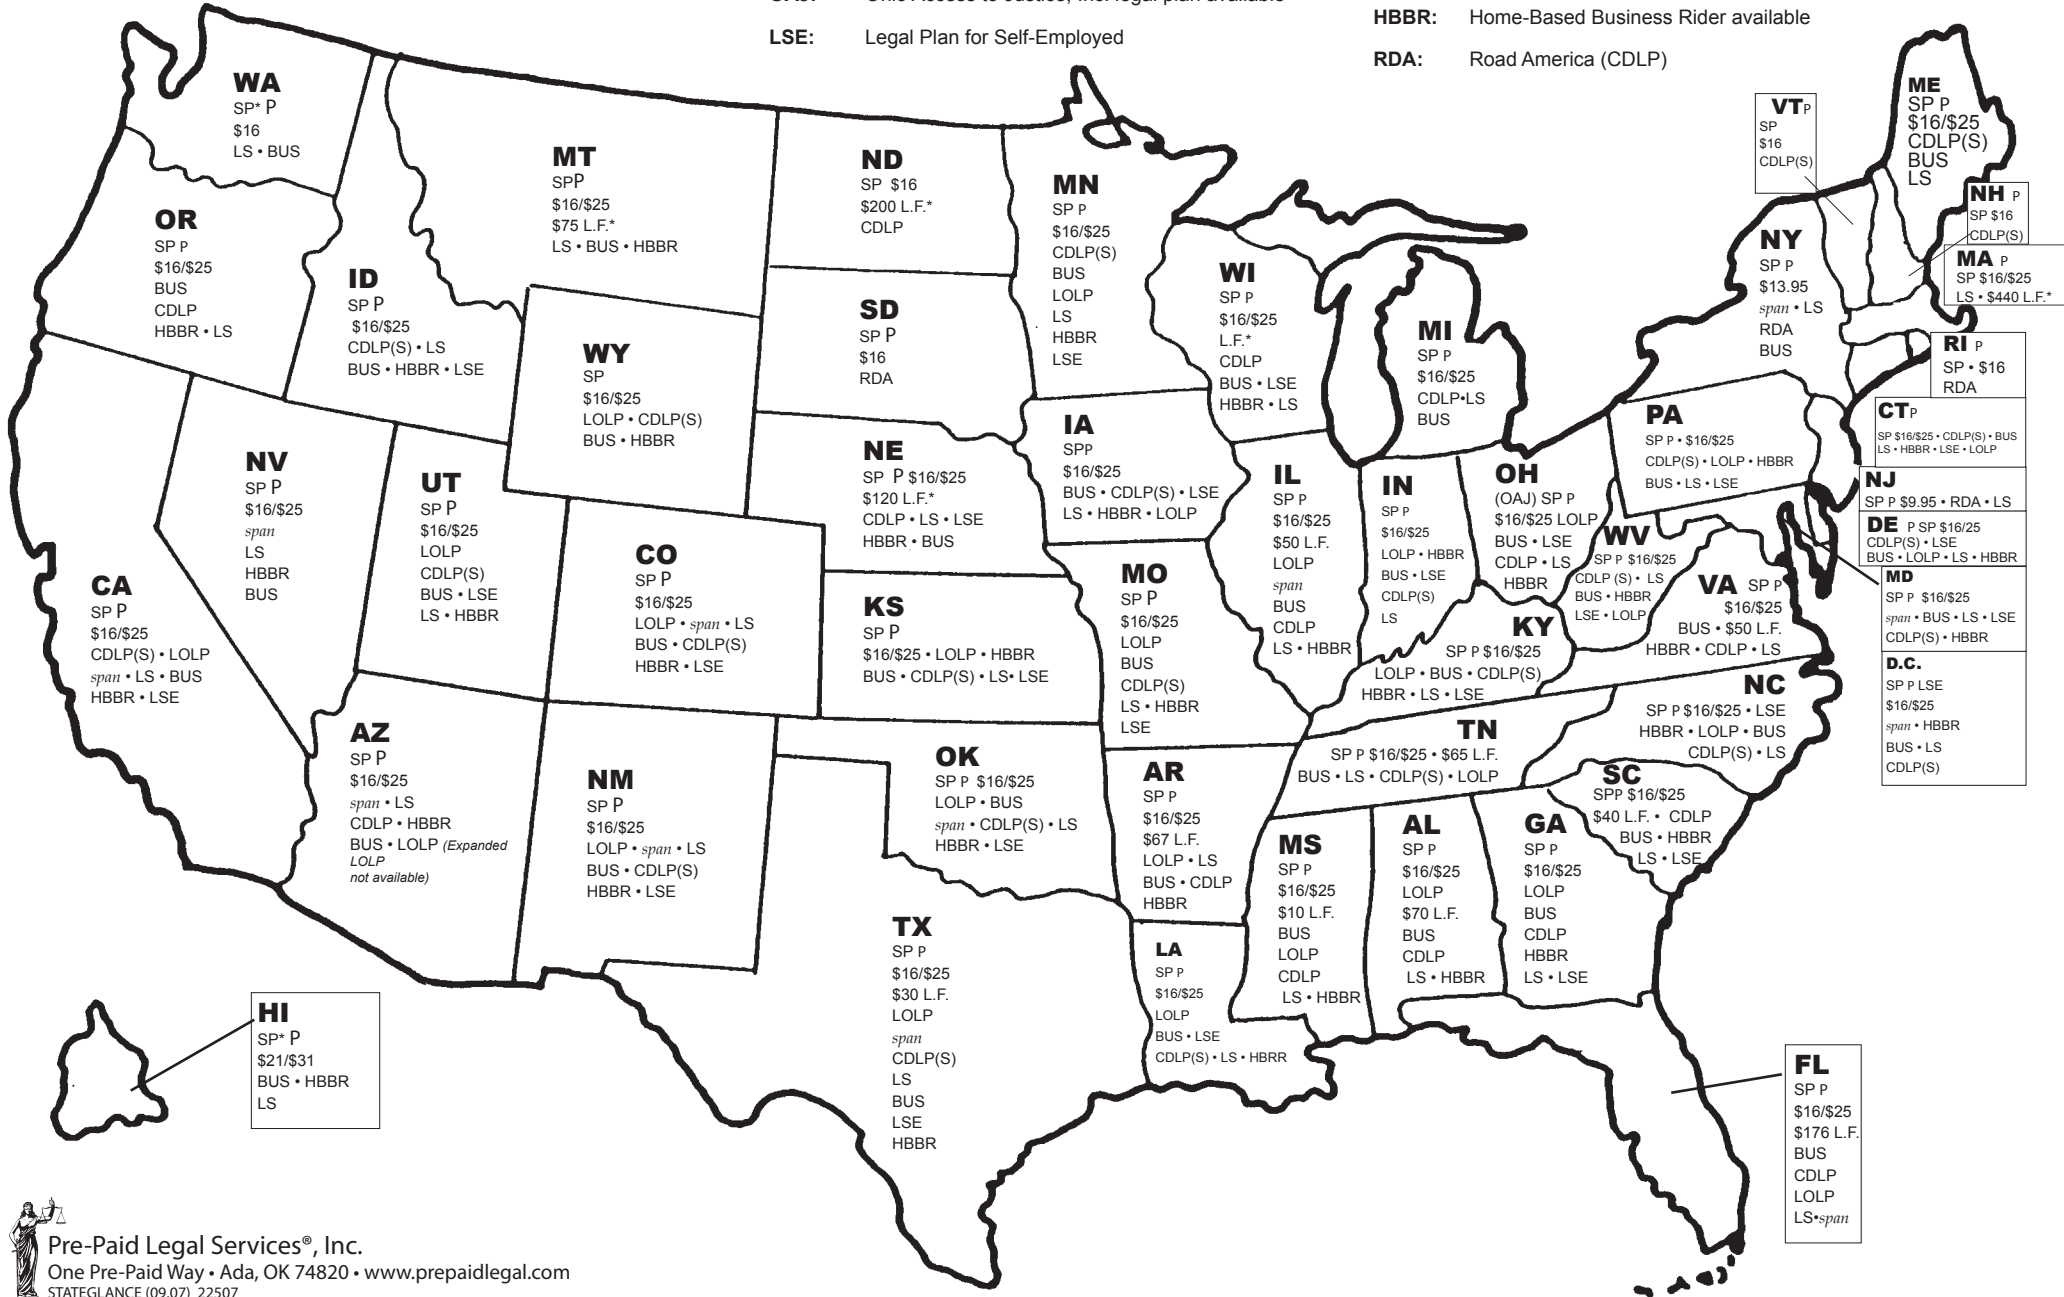 OAJ: Ohio Access to Justice, Inc. legal plan available
LSE: Legal Plan for Self-Employed
HBBR: Home-Based Business Rider available
RDA: Road America (CDLP)
WA
SP* P
$16
LS • BUS
OR
SP P
$16/$25
BUS
CDLP
HBBR • LS
ID
SP P
$16/$25
CDLP(S) • LS
BUS • HBBR • LSE
MT
SPP
$16/$25
$75 L.F.*
LS • BUS • HBBR
WY
SP
$16/$25
LOLP • CDLP(S)
BUS • HBBR
ND
SP $16
$200 L.F.*
CDLP
SD
SP P
$16
RDA
NE
SP P $16/$25
$120 L.F.*
CDLP • LS • LSE
HBBR • BUS
KS
SP P
$16/$25 • LOLP • HBBR
BUS • CDLP(S) • LS• LSE
MN
SP P
$16/$25
CDLP(S)
BUS
LOLP
LS
HBBR
LSE
IA
SPP
$16/$25
BUS • CDLP(S) • LSE
LS • HBBR • LOLP
MO
SP P
$16/$25
LOLP
BUS
CDLP(S)
LS • HBBR
LSE
WI
SP P
$16/$25
L.F.*
CDLP
BUS • LSE
HBBR • LS
IL
SP P
$16/$25
$50 L.F.
LOLP
span
BUS
CDLP
LS • HBBR
MI
SP P
$16/$25
CDLP•LS
BUS
IN
SP P
$16/$25
LOLP • HBBR
BUS • LSE
CDLP(S)
LS
OH
(OAJ) SP P
$16/$25 LOLP
BUS • LSE
CDLP • LS
HBBR
WV
SP P $16/$25
CDLP (S) • LS
BUS • HBBR
LSE • LOLP
KY
SP P $16/$25
LOLP • BUS • CDLP(S)
HBBR • LS • LSE
VA SP P
$16/$25
BUS • $50 L.F.
HBBR • CDLP • LS
NC
SP P $16/$25 • LSE
HBBR • LOLP • BUS
CDLP(S) • LS
TN
SP P $16/$25 • $65 L.F.
BUS • LS • CDLP(S) • LOLP
SC
SPP $16/$25
$40 L.F. • CDLP
BUS • HBBR
LS • LSE
PA
SP P • $16/$25
CDLP(S) • LOLP • HBBR
BUS • LS • LSE
NY
SP P
$13.95
span • LS
RDA
BUS
VT P
SP
$16
CDLP(S)
ME
SP P
$16/$25
CDLP(S)
BUS
LS
NH P
SP $16
CDLP(S)
MA P
SP $16/$25
LS • $440 L.F.*
RI P
SP • $16
RDA
CT P
SP $16/$25 • CDLP(S) • BUS
LS • HBBR • LSE • LOLP
NJ
SP P $9.95 • RDA • LS
DE P SP $16/25
CDLP(S) • LSE
BUS • LOLP • LS • HBBR
MD
SP P $16/$25
span • BUS • LS • LSE
CDLP(S) • HBBR
D.C.
SP P LSE
$16/$25
span • HBBR
BUS • LS
CDLP(S)
CA
SP P
$16/$25
CDLP(S) • LOLP
span • LS • BUS
HBBR • LSE
NV
SP P
$16/$25
span
LS
HBBR
BUS
UT
SP P
$16/$25
LOLP
CDLP(S)
BUS • LSE
LS • HBBR
CO
SP P
$16/$25
LOLP • span • LS
BUS • CDLP(S)
HBBR • LSE
AZ
SP P
$16/$25
span • LS
CDLP • HBBR
BUS • LOLP (Expanded
LOLP
not available)
NM
SP P
$16/$25
LOLP • span • LS
BUS • CDLP(S)
HBBR • LSE
OK
SP P $16/$25
LOLP • BUS
span • CDLP(S) • LS
HBBR • LSE
TX
SP P
$16/$25
$30 L.F.
LOLP
span
CDLP(S)
LS
BUS
LSE
HBBR
AR
SP P
$16/$25
$67 L.F.
LOLP • LS
BUS • CDLP
HBBR
LA
SP P
$16/$25
LOLP
BUS • LSE
CDLP(S) • LS • HBRR
MS
SP P
$16/$25
$10 L.F.
BUS
LOLP
CDLP
LS • HBBR
AL
SP P
$16/$25
LOLP
$70 L.F.
BUS
CDLP
LS • HBBR
GA
SP P
$16/$25
LOLP
BUS
CDLP
HBBR
LS • LSE
FL
SP P
$16/$25
$176 L.F.
BUS
CDLP
LOLP
LS•span
HI
SP* P
$21/$31
BUS • HBBR
LS
Pre-Paid Legal Services®, Inc.
One Pre-Paid Way • Ada, OK 74820 • www.prepaidlegal.com
STATEGLANCE (09.07) 22507